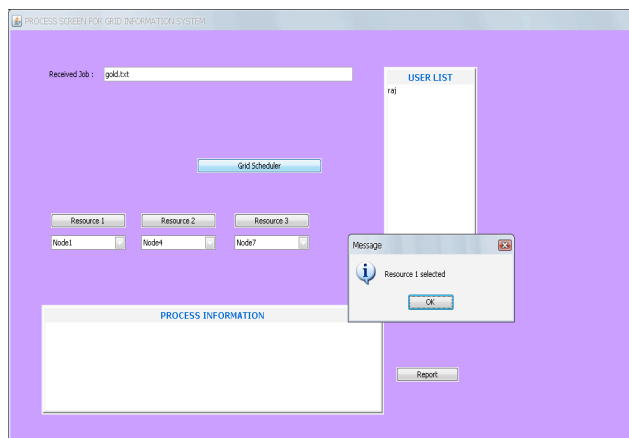 PROCESS SCREEN FOR GRID INFORMATION SYSTEM
Received Job : gold.txt
USER LIST
raj
Grid Scheduler
Resource 1 Resource 2 Resource 3
Node1 Node4 Node7
Message
Resource 1 selected
OK
PROCESS INFORMATION
Report